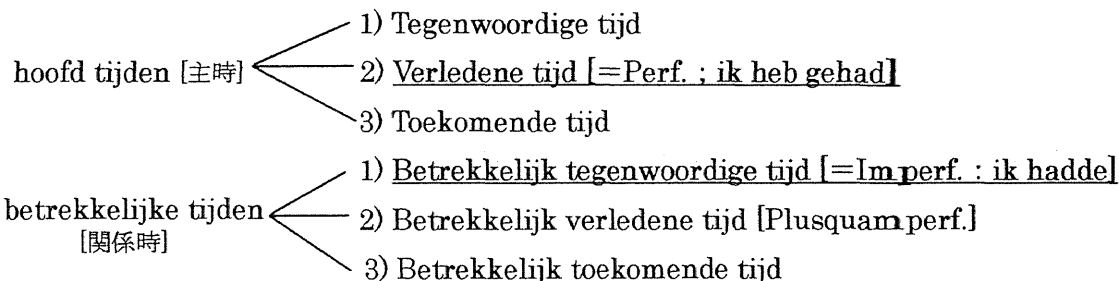 1) Tegenwoordige tijd
hoofd tijden [主時]
2) Verledene tijd [=Perf. ; ik heb gehad]
3) Toekomende tijd
1) Betrekkelijk tegenwoordige tijd [=Imperf. : ik hadde]
betrekkelijke tijden
2) Betrekkelijk verledene tijd [Plusquamperf.]
[関係時]
3) Betrekkelijk toekomende tijd